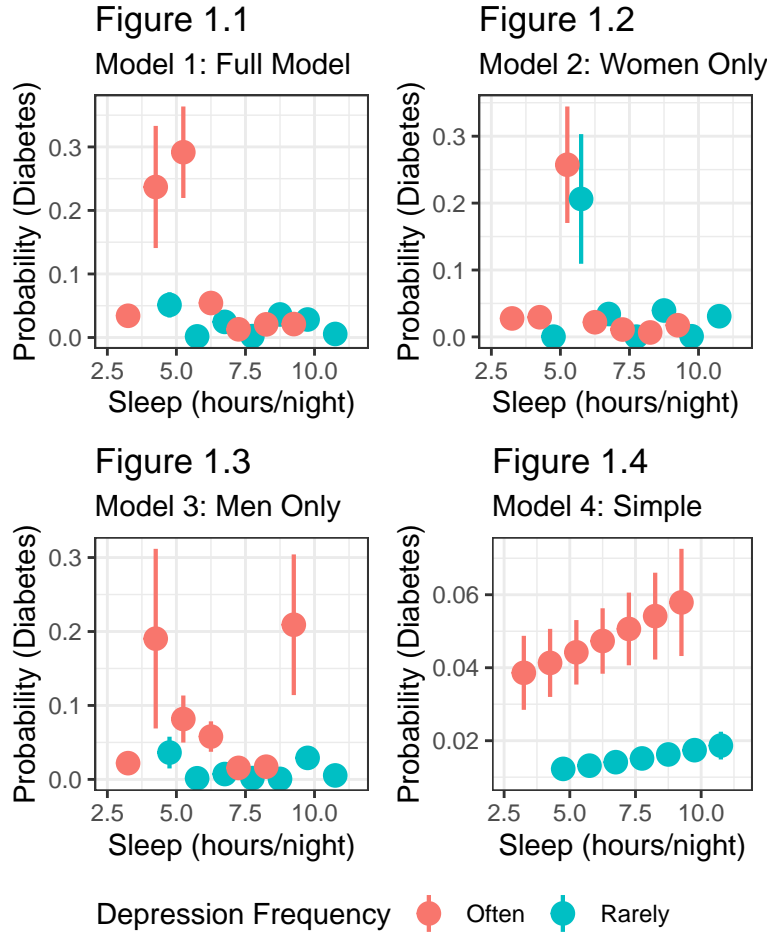 Figure 1.1
Model 1: Full Model
Probability (Diabetes)
0.3
0.2
0.1
0.0
2.5 5.0 7.5 10.0
Sleep (hours/night)
Figure 1.2
Model 2: Women Only
Probability (Diabetes)
0.3
0.2
0.1
0.0
2.5 5.0 7.5 10.0
Sleep (hours/night)
Figure 1.3
Model 3: Men Only
Probability (Diabetes)
0.3
0.2
0.1
0.0
2.5 5.0 7.5 10.0
Sleep (hours/night)
Figure 1.4
Model 4: Simple
Probability (Diabetes)
0.06
0.04
0.02
2.5 5.0 7.5 10.0
Sleep (hours/night)
Depression Frequency Often Rarely